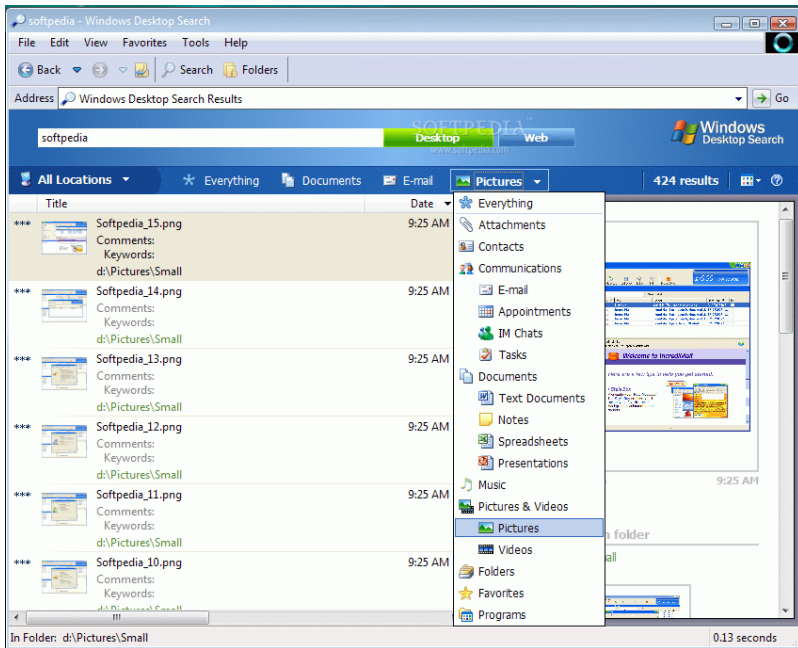 softpedia - Windows Desktop Search
File Edit View Favorites Tools Help
Back Search Folders
Address Windows Desktop Search Results Go
softpedia Desktop Web Windows Desktop Search
SOFTPEDIA
www.softpedia.com
All Locations Everything Documents E-mail Pictures 424 results
Title Date
Softpedia_15.png 9:25 AM
Comments:
Keywords:
d:\Pictures\Small
Softpedia_14.png 9:25 AM
Comments:
Keywords:
d:\Pictures\Small
Softpedia_13.png 9:25 AM
Comments:
Keywords:
d:\Pictures\Small
Softpedia_12.png 9:25 AM
Comments:
Keywords:
d:\Pictures\Small
Softpedia_11.png 9:25 AM
Comments:
Keywords:
d:\Pictures\Small
Softpedia_10.png 9:25 AM
Comments:
Keywords:
d:\Pictures\Small
Everything
Attachments
Contacts
Communications
E-mail
Appointments
IM Chats
Tasks
Documents
Text Documents
Notes
Spreadsheets
Presentations
Music
Pictures & Videos
Pictures
Videos
Folders
Favorites
Programs
Welcome to IncrediMail
9:25 AM
folder
In Folder: d:\Pictures\Small 0.13 seconds